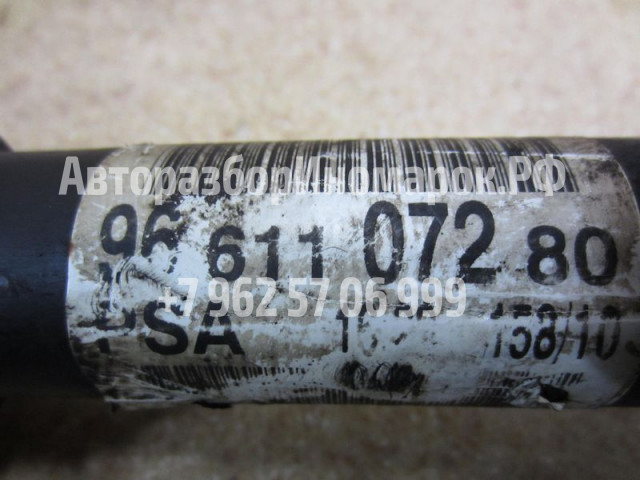 АвторазборИномарок.РФ
96 611 072 80
+7 962 57 06 999
PSA 158/10